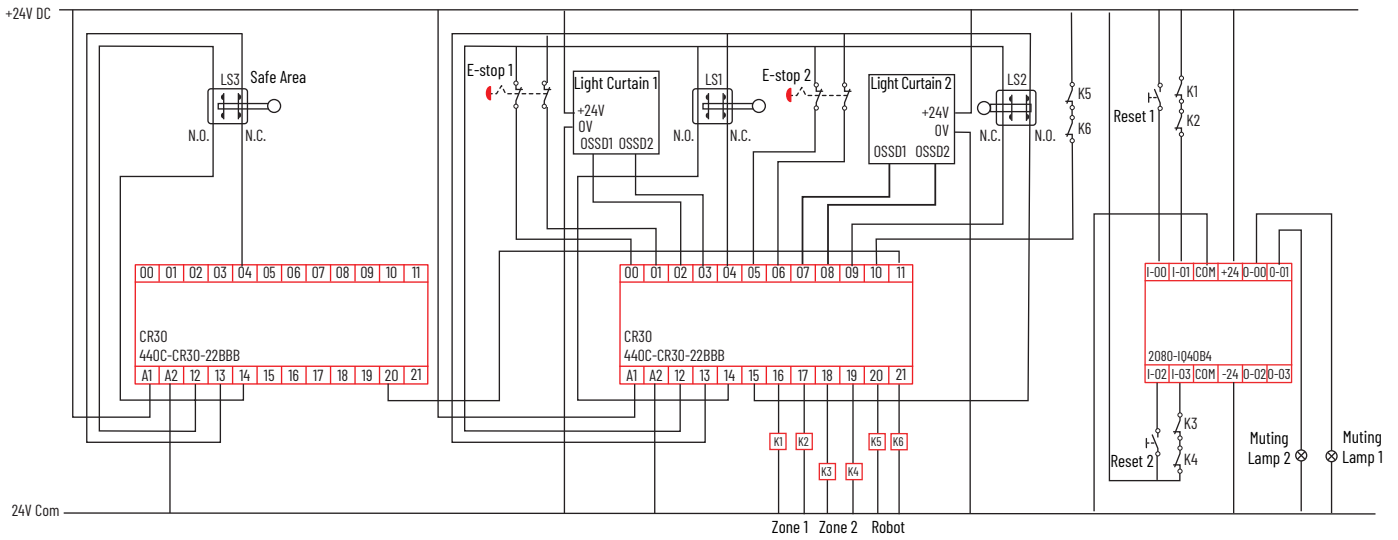 +24V DC
LS3 Safe Area
N.O. N.C.
E-stop 1
Light Curtain 1
+24V
0V
OSSD1 OSSD2
LS1
N.O. N.C.
E-stop 2
Light Curtain 2
+24V
0V
OSSD1 OSSD2
LS2
N.C. N.O.
K5
K6
Reset 1
K1
K2
00 01 02 03 04 05 06 07 08 09 10 11
CR30
440C-CR30-22BBB
A1 A2 12 13 14 15 16 17 18 19 20 21
00 01 02 03 04 05 06 07 08 09 10 11
CR30
440C-CR30-22BBB
A1 A2 12 13 14 15 16 17 18 19 20 21
I-00 I-01 COM +24 O-00 O-01
2080-IQ40B4
I-02 I-03 COM -24 O-02 O-03
K1 K2 K5 K6
K3 K4
Reset 2
K3
K4
Muting
Lamp 2
Muting
Lamp 1
24V Com
Zone 1 Zone 2 Robot